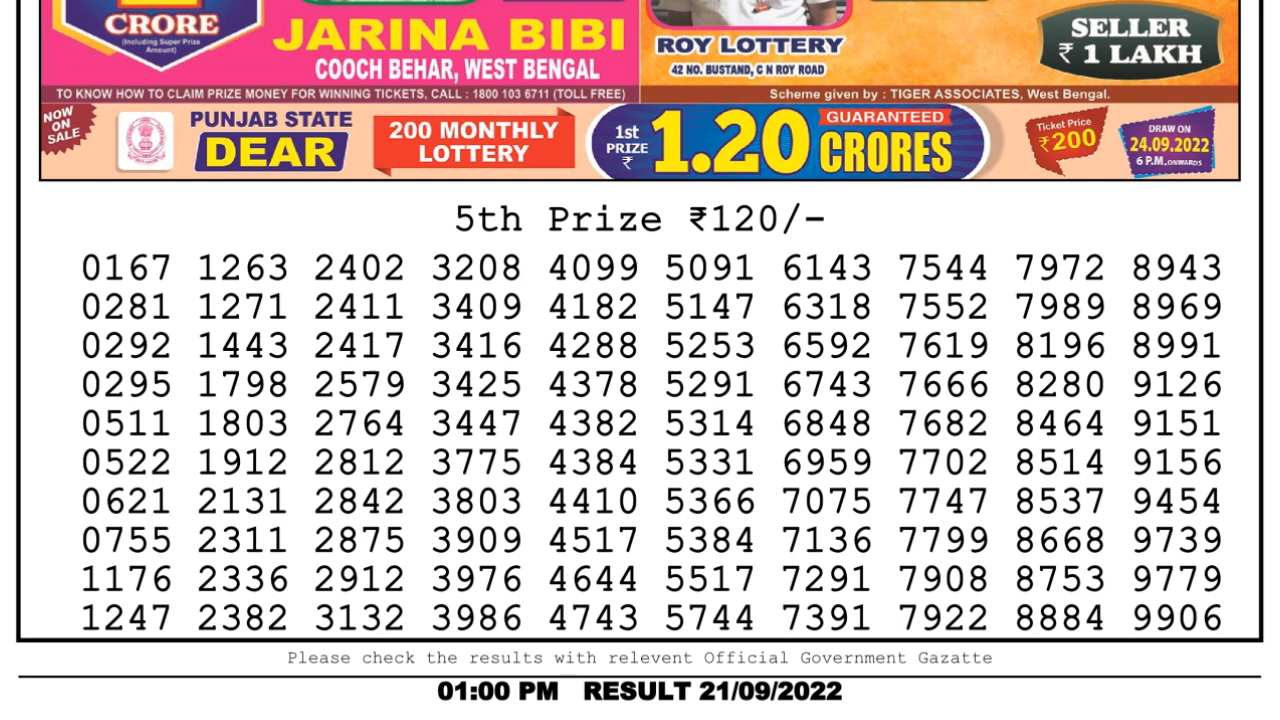 CRORE
(Including Super Prize
Amount)
JARINA BIBI
COOCH BEHAR, WEST BENGAL
ROY LOTTERY
42 NO. BUSTAND, C N ROY ROAD
SELLER
₹ 1 LAKH
TO KNOW HOW TO CLAIM PRIZE MONEY FOR WINNING TICKETS, CALL : 1800 103 6711 (TOLL FREE)
Scheme given by : TIGER ASSOCIATES, West Bengal.
NOW
ON
SALE
PUNJAB STATE
DEAR
200 MONTHLY
LOTTERY
1st
PRIZE
₹
1.20
GUARANTEED
CRORES
Ticket Price
₹200
DRAW ON
24.09.2022
6 P.M. ONWARDS
5th Prize ₹120/-
0167 1263 2402 3208 4099 5091 6143 7544 7972 8943
0281 1271 2411 3409 4182 5147 6318 7552 7989 8969
0292 1443 2417 3416 4288 5253 6592 7619 8196 8991
0295 1798 2579 3425 4378 5291 6743 7666 8280 9126
0511 1803 2764 3447 4382 5314 6848 7682 8464 9151
0522 1912 2812 3775 4384 5331 6959 7702 8514 9156
0621 2131 2842 3803 4410 5366 7075 7747 8537 9454
0755 2311 2875 3909 4517 5384 7136 7799 8668 9739
1176 2336 2912 3976 4644 5517 7291 7908 8753 9779
1247 2382 3132 3986 4743 5744 7391 7922 8884 9906
Please check the results with relevent Official Government Gazatte
01:00 PM RESULT 21/09/2022